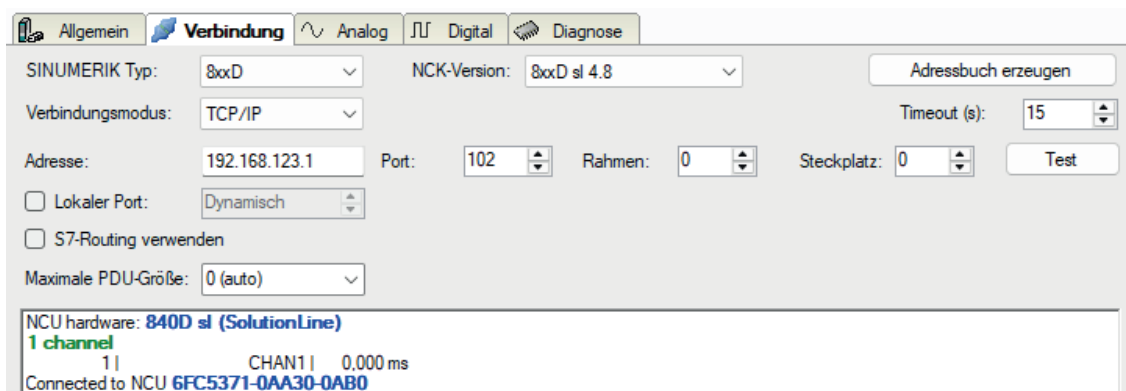 Allgemein Verbindung Analog Digital Diagnose
SINUMERIK Typ: 8xxD NCK-Version: 8xxD sl 4.8 Adressbuch erzeugen
Verbindungsmodus: TCP/IP Timeout (s): 15
Adresse: 192.168.123.1 Port: 102 Rahmen: 0 Steckplatz: 0 Test
Lokaler Port: Dynamisch
S7-Routing verwenden
Maximale PDU-Größe: 0 (auto)
NCU hardware: 840D sl (SolutionLine)
1 channel
1 | CHAN1 | 0,000 ms
Connected to NCU 6FC5371-0AA30-0AB0